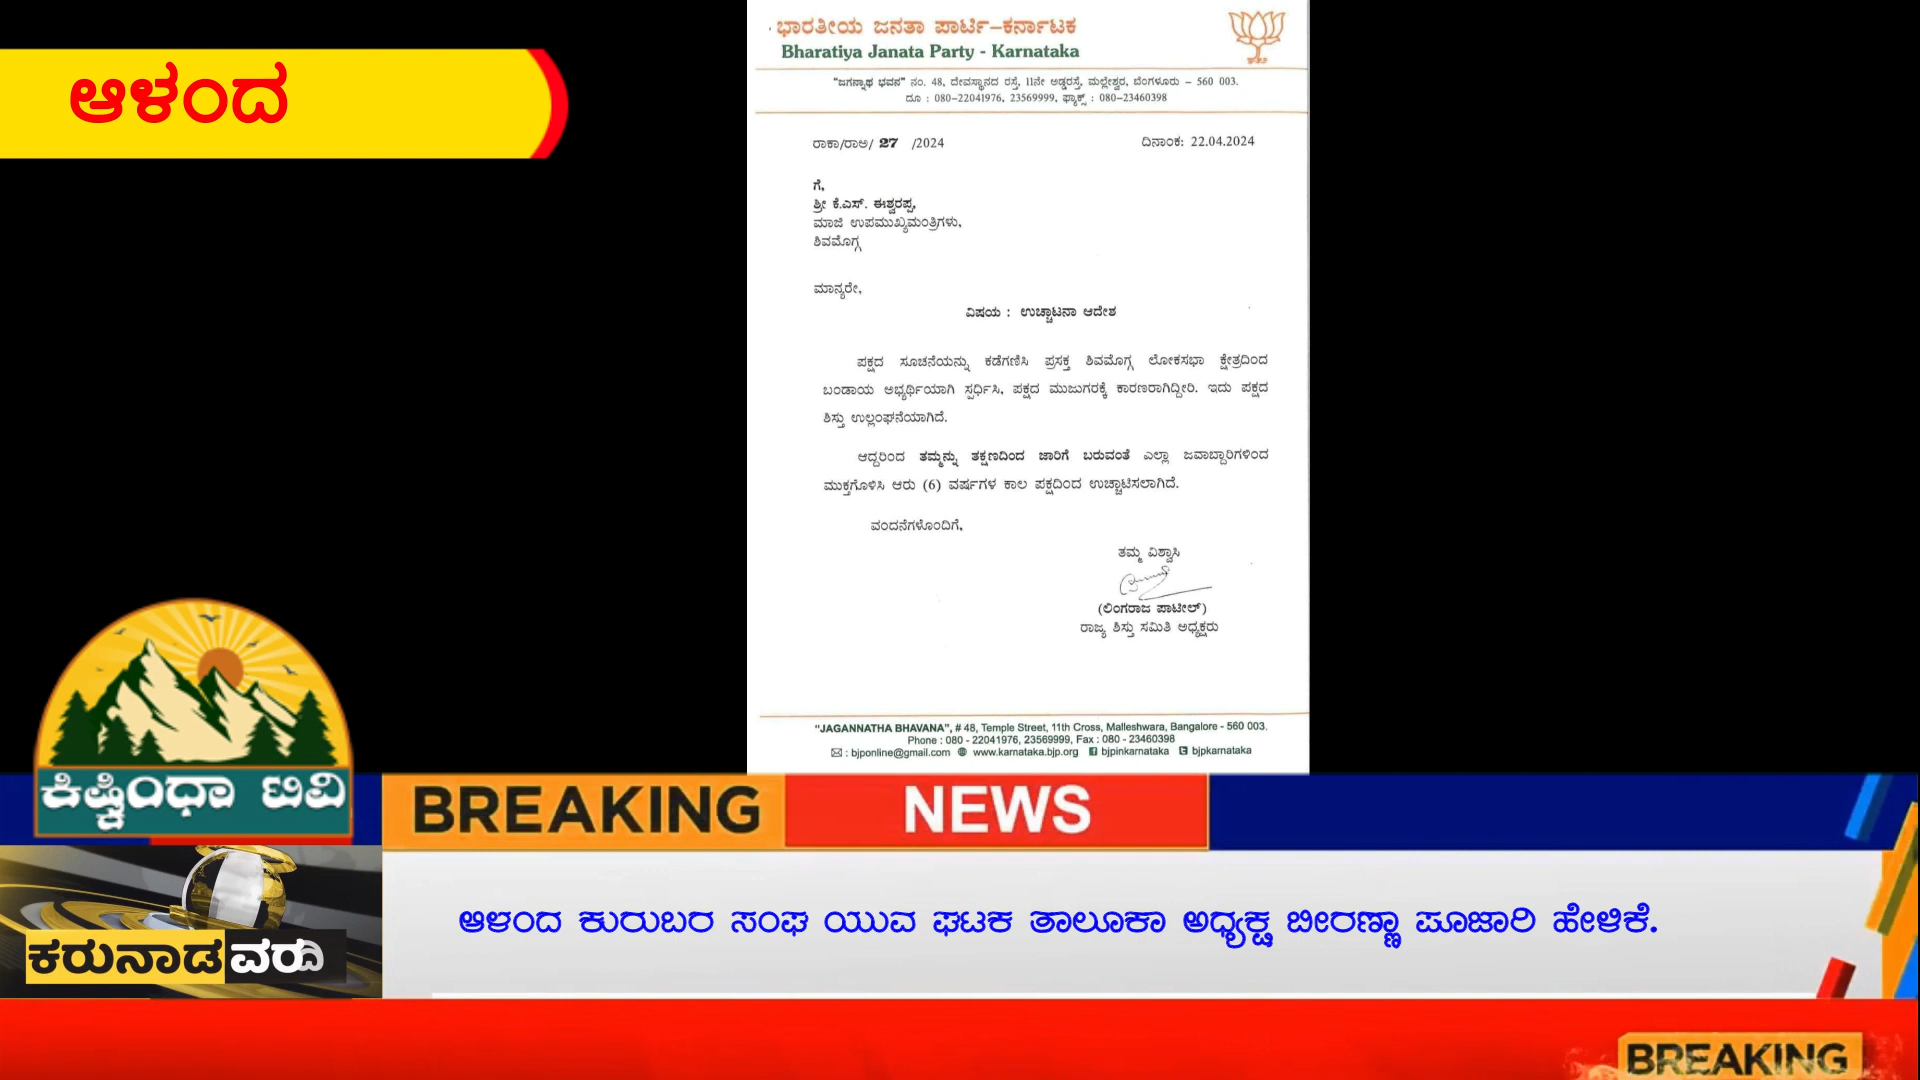 ಆಳಂದ
ಭಾರತೀಯ ಜನತಾ ಪಾರ್ಟಿ–ಕರ್ನಾಟಕ
Bharatiya Janata Party - Karnataka
"ಜಗನ್ನಾಥ ಭವನ" ನಂ. 48, ದೇವಸ್ಥಾನದ ರಸ್ತೆ, 11ನೇ ಅಡ್ಡರಸ್ತೆ, ಮಲ್ಲೇಶ್ವರ, ಬೆಂಗಳೂರು – 560 003.
ದೂ : 080–22041976, 23569999, ಫ್ಯಾಕ್ಸ್ : 080–23460398
ರಾಕಾ/ರಾಅ/ 27 /2024
ದಿನಾಂಕ: 22.04.2024
ಗೆ,
ಶ್ರೀ ಕೆ.ಎಸ್. ಈಶ್ವರಪ್ಪ,
ಮಾಜಿ ಉಪಮುಖ್ಯಮಂತ್ರಿಗಳು,
ಶಿವಮೊಗ್ಗ
ಮಾನ್ಯರೇ,
ವಿಷಯ : ಉಚ್ಚಾಟನಾ ಆದೇಶ
ಪಕ್ಷದ ಸೂಚನೆಯನ್ನು ಕಡೆಗಣಿಸಿ ಪ್ರಸಕ್ತ ಶಿವಮೊಗ್ಗ ಲೋಕಸಭಾ ಕ್ಷೇತ್ರದಿಂದ
ಬಂಡಾಯ ಅಭ್ಯರ್ಥಿಯಾಗಿ ಸ್ಪರ್ಧಿಸಿ, ಪಕ್ಷದ ಮುಜುಗರಕ್ಕೆ ಕಾರಣರಾಗಿದ್ದೀರಿ. ಇದು ಪಕ್ಷದ
ಶಿಸ್ತು ಉಲ್ಲಂಘನೆಯಾಗಿದೆ.
ಆದ್ದರಿಂದ ತಮ್ಮನ್ನು ತಕ್ಷಣದಿಂದ ಜಾರಿಗೆ ಬರುವಂತೆ ಎಲ್ಲಾ ಜವಾಬ್ದಾರಿಗಳಿಂದ
ಮುಕ್ತಗೊಳಿಸಿ ಆರು (6) ವರ್ಷಗಳ ಕಾಲ ಪಕ್ಷದಿಂದ ಉಚ್ಚಾಟಿಸಲಾಗಿದೆ.
ವಂದನೆಗಳೊಂದಿಗೆ,
ತಮ್ಮ ವಿಶ್ವಾಸಿ
(ಲಿಂಗರಾಜ ಪಾಟೀಲ್)
ರಾಜ್ಯ ಶಿಸ್ತು ಸಮಿತಿ ಅಧ್ಯಕ್ಷರು
"JAGANNATHA BHAVANA", # 48, Temple Street, 11th Cross, Malleshwara, Bangalore - 560 003.
Phone : 080 - 22041976, 23569999, Fax : 080 - 23460398
: bjponline@gmail.com www.karnataka.bjp.org bjpinkarnataka bjpkarnataka
ಕಿಷ್ಕಿಂಧಾ ಟಿವಿ
BREAKING NEWS
ಕರುನಾಡ ವರದಿ
ಆಳಂದ ಕುರುಬರ ಸಂಘ ಯುವ ಘಟಕ ತಾಲೂಕಾ ಅಧ್ಯಕ್ಷ ಬೀರಣ್ಣಾ ಪೂಜಾರಿ ಹೇಳಿಕೆ.
BREAKING